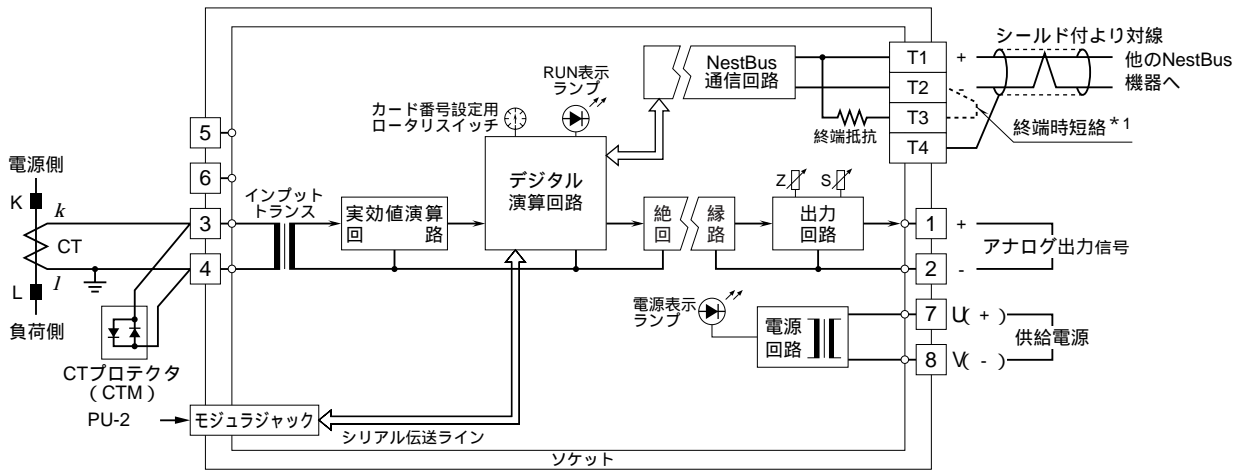 シールド付より対線
他のNestBus
機器へ
T1
+
T2
-
T3
T4
終端時短絡*1
終端抵抗
NestBus
通信回路
RUN表示
ランプ
カード番号設定用
ロータリスイッチ
5
6
電源側
K
k
3
CT
L
l
4
負荷側
インプット
トランス
実効値演算
回 路
デジタル
演算回路
絶 縁
回 路
Z
S
出力
回路
1
+
アナログ出力信号
2
-
電源表示
ランプ
電源
回路
7
U( + )
供給電源
8
V( - )
CTプロテクタ
( CTM )
PU-2
モジュラジャック
シリアル伝送ライン
ソケット